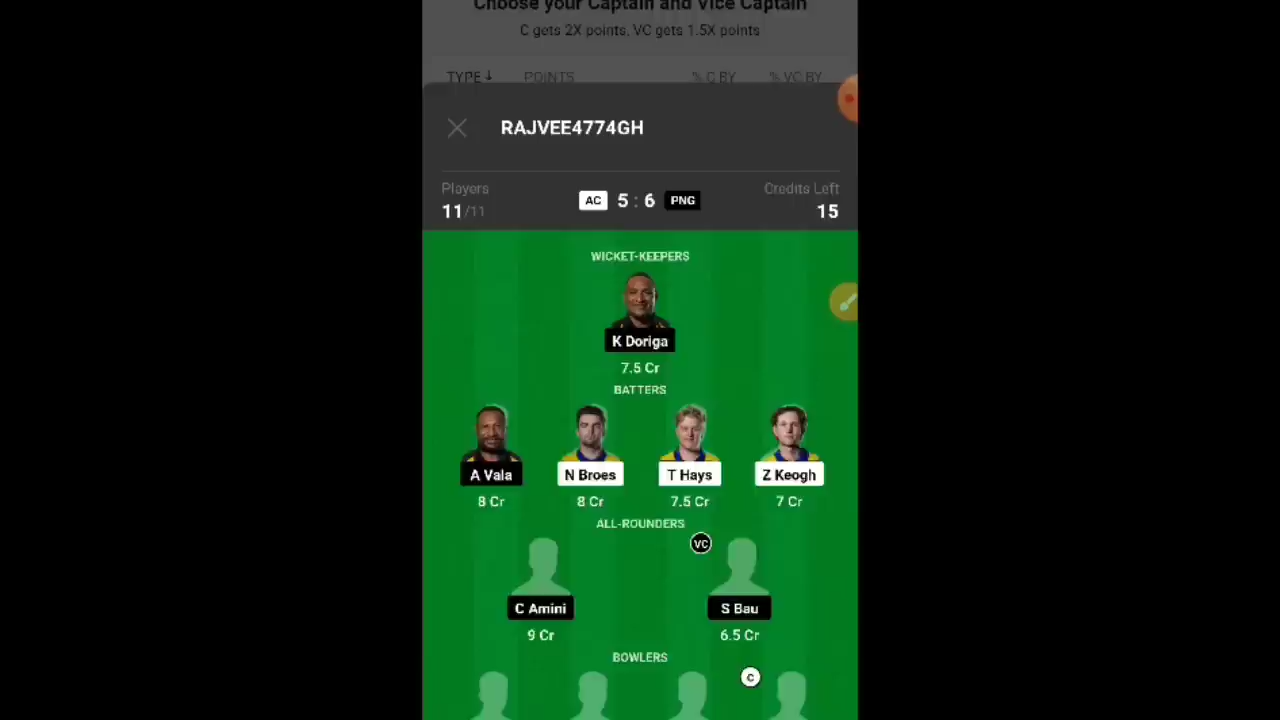 Choose your Captain and Vice Captain
C gets 2X points, VC gets 1.5X points
TYPE↓ POINTS % C BY % VC BY
RAJVEE4774GH
Players Credits Left
11/11 AC 5 : 6 PNG 15
WICKET-KEEPERS
K Doriga
7.5 Cr
BATTERS
A Vala N Broes T Hays Z Keogh
8 Cr 8 Cr 7.5 Cr 7 Cr
ALL-ROUNDERS
VC
C Amini S Bau
9 Cr 6.5 Cr
BOWLERS
C